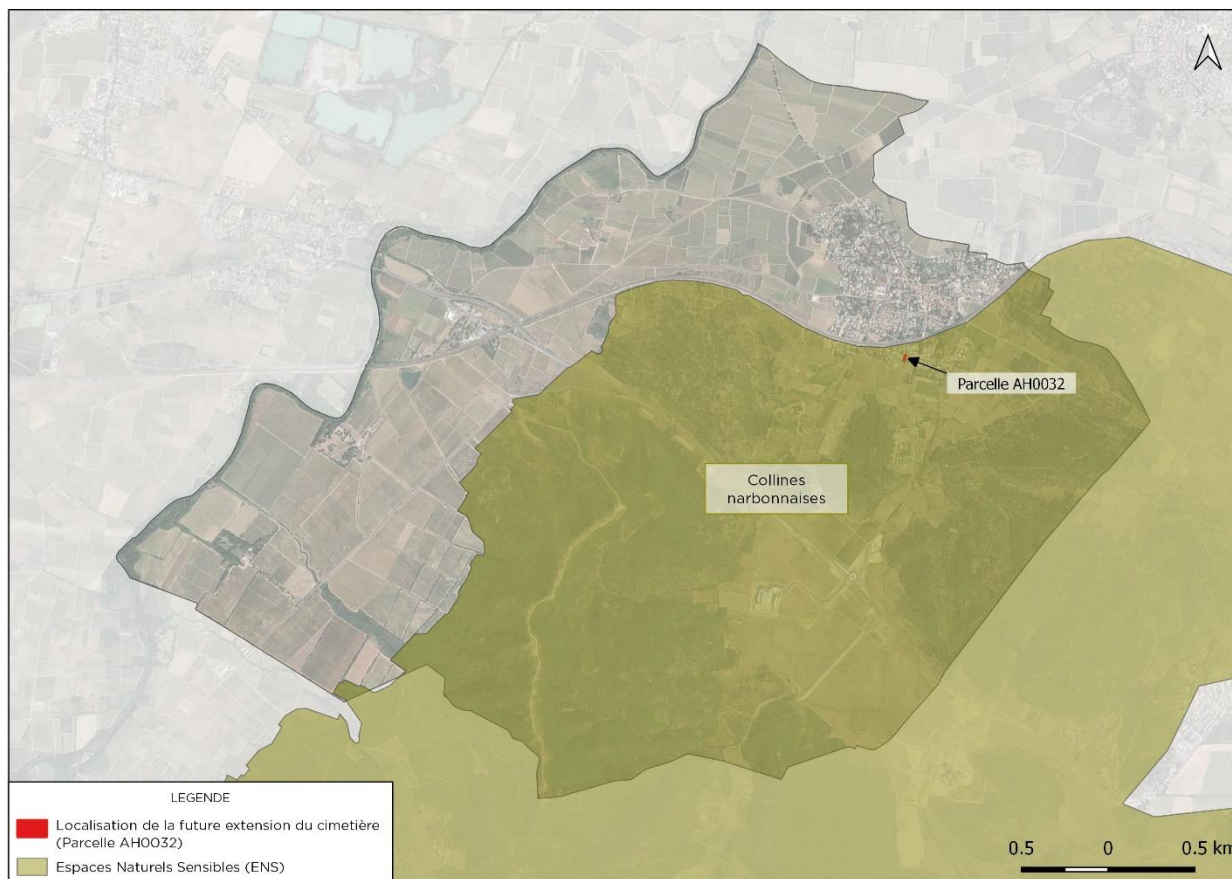 Parcelle AH0032
Collines
narbonnaises
LEGENDE
Localisation de la future extension du cimetière
(Parcelle AH0032)
Espaces Naturels Sensibles (ENS)
0.5 0 0.5 km